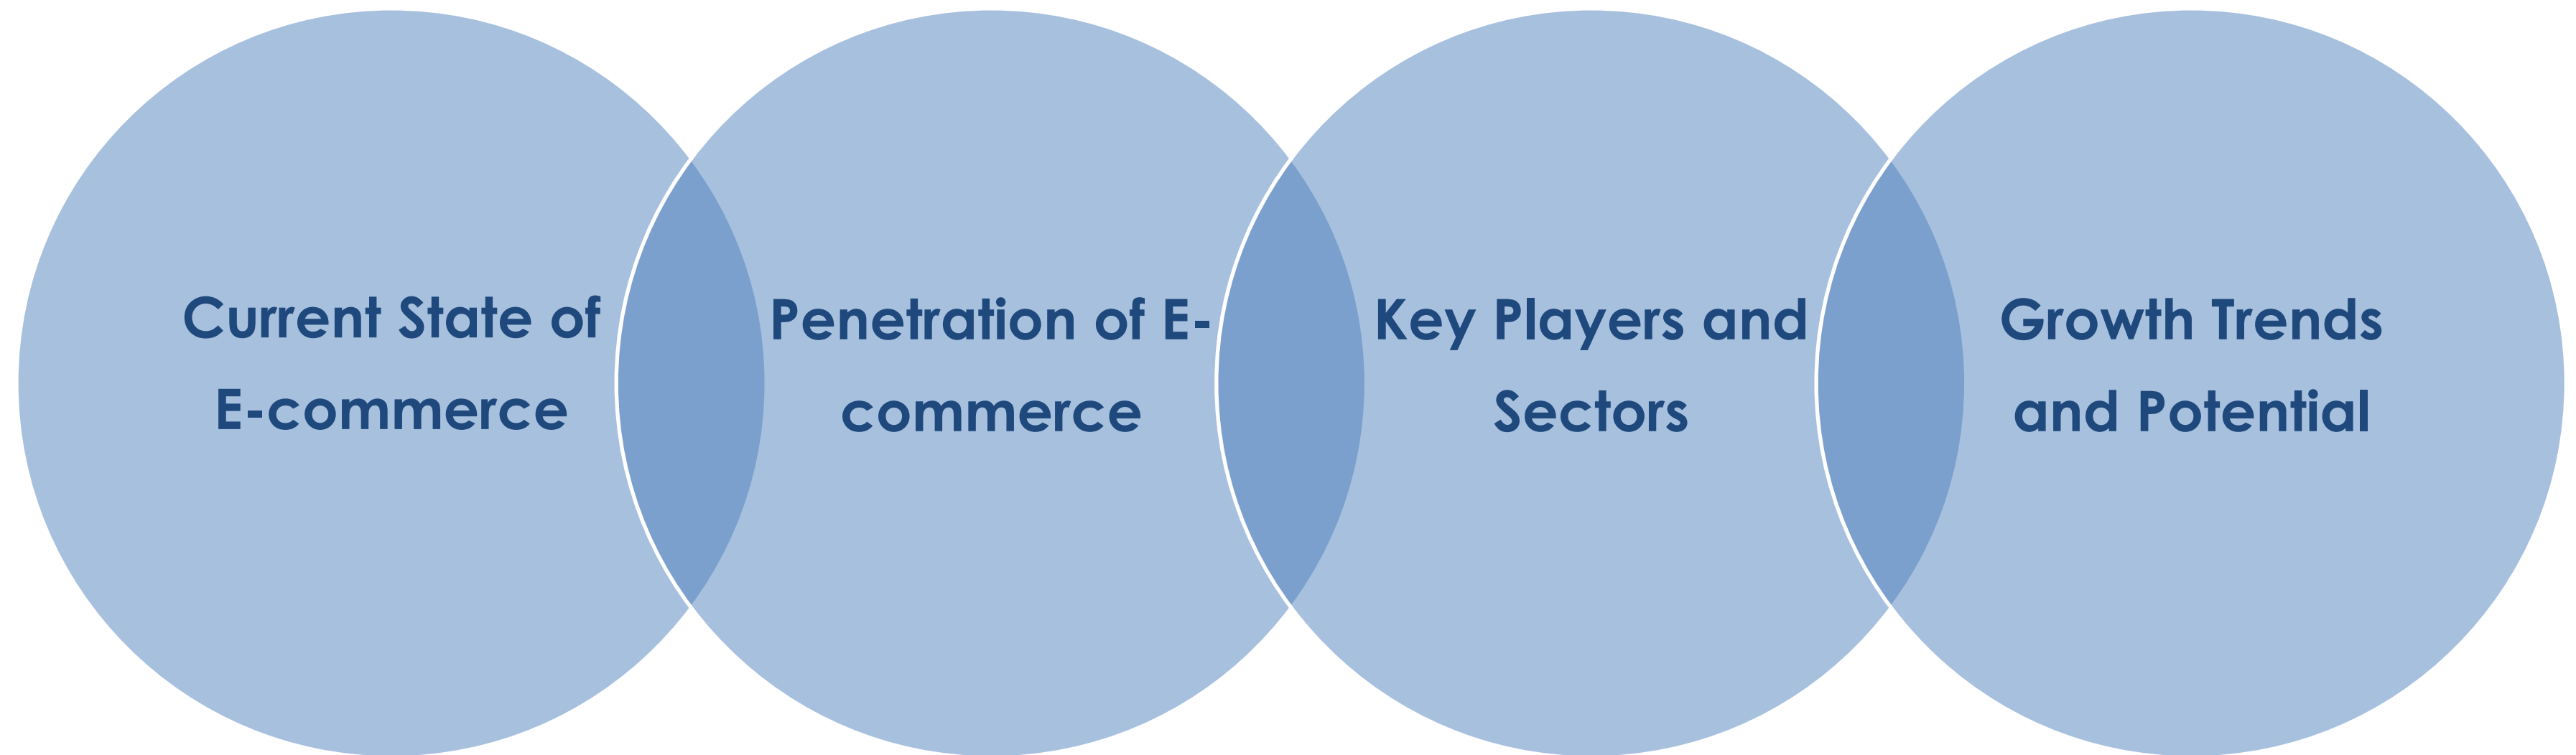 Current State of
E-commerce
Penetration of E-
commerce
Key Players and
Sectors
Growth Trends
and Potential